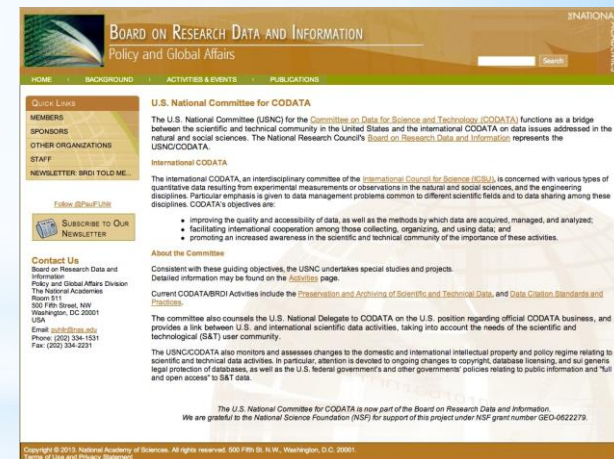 THE NATIONAL
ACADEMIES
BOARD ON RESEARCH DATA AND INFORMATION
Policy and Global Affairs
Search
HOME BACKGROUND ACTIVITIES & EVENTS PUBLICATIONS
QUICK LINKS
MEMBERS
SPONSORS
OTHER ORGANIZATIONS
STAFF
NEWSLETTER: BRDI TOLD ME...
Follow @PaulFUhlir
SUBSCRIBE TO OUR
NEWSLETTER
Contact Us
Board on Research Data and
Information
Policy and Global Affairs Division
The National Academies
Room 511
500 Fifth Street, NW
Washington, DC 20001
USA
Email: puhlir@nas.edu
Phone: (202) 334-1531
Fax: (202) 334-2231
U.S. National Committee for CODATA
The U.S. National Committee (USNC) for the Committee on Data for Science and Technology (CODATA) functions as a bridge
between the scientific and technical community in the United States and the international CODATA on data issues addressed in the
natural and social sciences. The National Research Council's Board on Research Data and Information represents the
USNC/CODATA.
International CODATA
The international CODATA, an interdisciplinary committee of the International Council for Science (ICSU), is concerned with various types of
quantitative data resulting from experimental measurements or observations in the natural and social sciences, and the engineering
disciplines. Particular emphasis is given to data management problems common to different scientific fields and to data sharing among these
disciplines. CODATA's objectives are:
• improving the quality and accessibility of data, as well as the methods by which data are acquired, managed, and analyzed;
• facilitating international cooperation among those collecting, organizing, and using data; and
• promoting an increased awareness in the scientific and technical community of the importance of these activities.
About the Committee
Consistent with these guiding objectives, the USNC undertakes special studies and projects.
Detailed information may be found on the Activities page.
Current CODATA/BRDI Activities include the Preservation and Archiving of Scientific and Technical Data, and Data Citation Standards and
Practices.
The committee also counsels the U.S. National Delegate to CODATA on the U.S. position regarding official CODATA business, and
provides a link between U.S. and international scientific data activities, taking into account the needs of the scientific and
technological (S&T) user community.
The USNC/CODATA also monitors and assesses changes to the domestic and international intellectual property and policy regime relating to
scientific and technical data activities. In particular, attention is devoted to ongoing changes to copyright, database licensing, and sui generis
legal protection of databases, as well as the U.S. federal government's and other governments' policies relating to public information and "full
and open access" to S&T data.
The U.S. National Committee for CODATA is now part of the Board on Research Data and Information.
We are grateful to the National Science Foundation (NSF) for support of this project under NSF grant number GEO-0622279.
Copyright © 2013. National Academy of Sciences. All rights reserved. 500 Fifth St. N.W., Washington, D.C. 20001.
Terms of Use and Privacy Statement